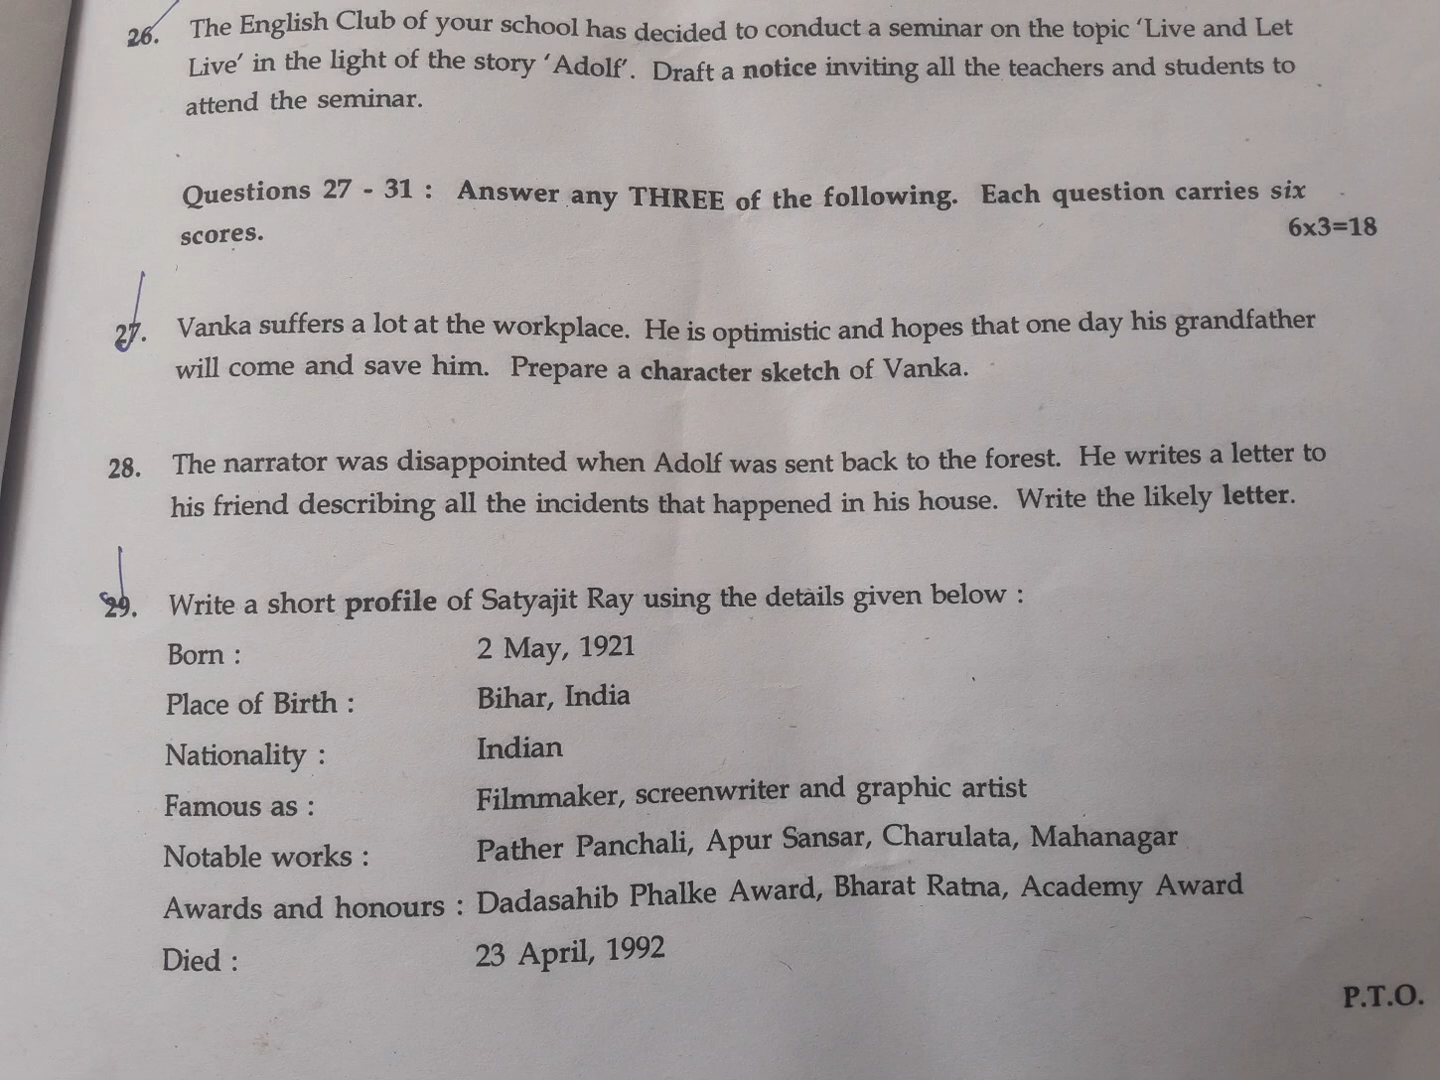 26. The English Club of your school has decided to conduct a seminar on the topic 'Live and Let
Live' in the light of the story 'Adolf'. Draft a notice inviting all the teachers and students to
attend the seminar.
Questions 27 - 31 : Answer any THREE of the following. Each question carries six
scores. 6x3=18
27. Vanka suffers a lot at the workplace. He is optimistic and hopes that one day his grandfather
will come and save him. Prepare a character sketch of Vanka.
28. The narrator was disappointed when Adolf was sent back to the forest. He writes a letter to
his friend describing all the incidents that happened in his house. Write the likely letter.
29. Write a short profile of Satyajit Ray using the details given below :
Born : 2 May, 1921
Place of Birth : Bihar, India
Nationality : Indian
Famous as : Filmmaker, screenwriter and graphic artist
Notable works : Pather Panchali, Apur Sansar, Charulata, Mahanagar
Awards and honours : Dadasahib Phalke Award, Bharat Ratna, Academy Award
Died : 23 April, 1992
P.T.O.